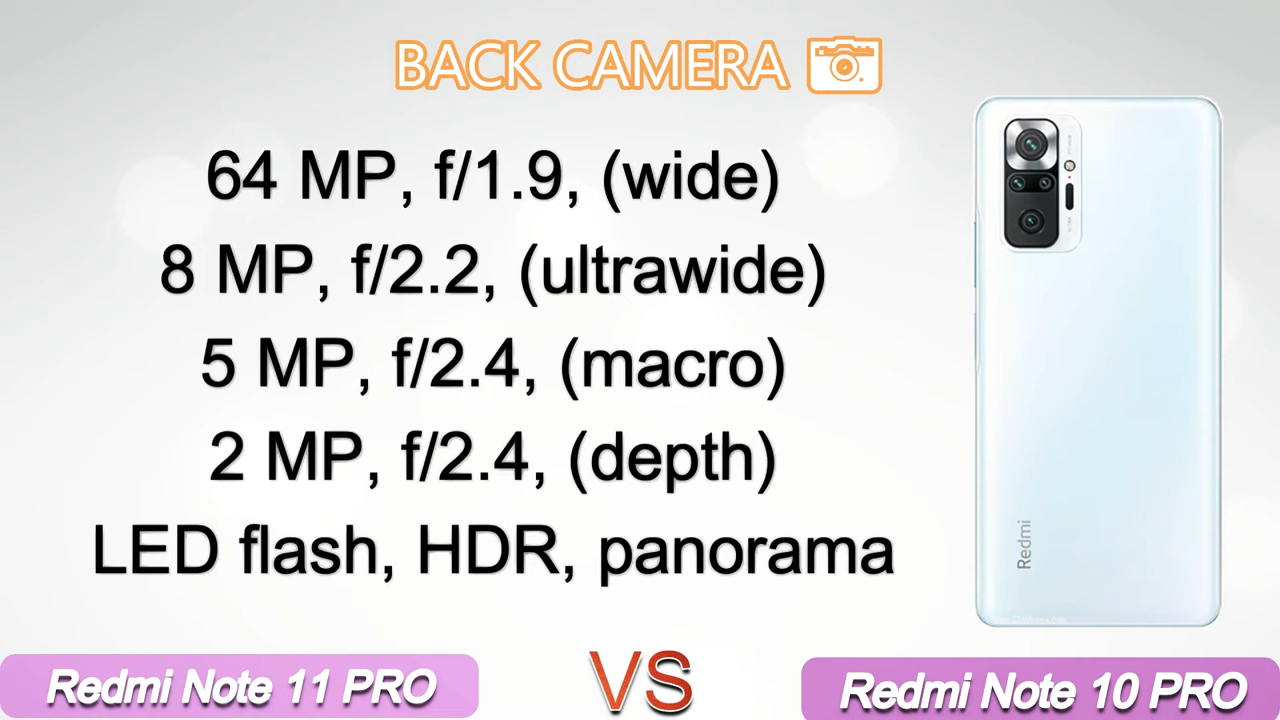 BACK CAMERA
64 MP, f/1.9, (wide)
8 MP, f/2.2, (ultrawide)
5 MP, f/2.4, (macro)
2 MP, f/2.4, (depth)
LED flash, HDR, panorama
Redmi
Redmi Note 11 PRO
VS
Redmi Note 10 PRO